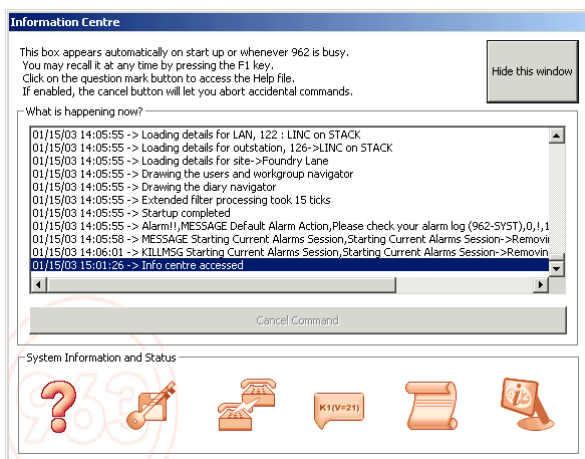 Information Centre
This box appears automatically on start up or whenever 962 is busy.
You may recall it at any time by pressing the F1 key.
Click on the question mark button to access the Help file.
If enabled, the cancel button will let you abort accidental commands.
Hide this window
What is happening now?
01/15/03 14:05:55 -> Loading details for LAN, 122 : LINC on STACK
01/15/03 14:05:55 -> Loading details for outstation, 126->LINC on STACK
01/15/03 14:05:55 -> Loading details for site->Foundry Lane
01/15/03 14:05:55 -> Drawing the users and workgroup navigator
01/15/03 14:05:55 -> Drawing the diary navigator
01/15/03 14:05:55 -> Extended filter processing took 15 ticks
01/15/03 14:05:55 -> Startup completed
01/15/03 14:05:55 -> Alarm!!,MESSAGE Default Alarm Action,Please check your alarm log (962-SYST),0,!,1
01/15/03 14:05:58 -> MESSAGE Starting Current Alarms Session,Starting Current Alarms Session->Removin
01/15/03 14:06:01 -> KILLMSG Starting Current Alarms Session,Starting Current Alarms Session->Removin
01/15/03 15:01:26 -> Info centre accessed
Cancel Command
System Information and Status
K1(V=21)
963